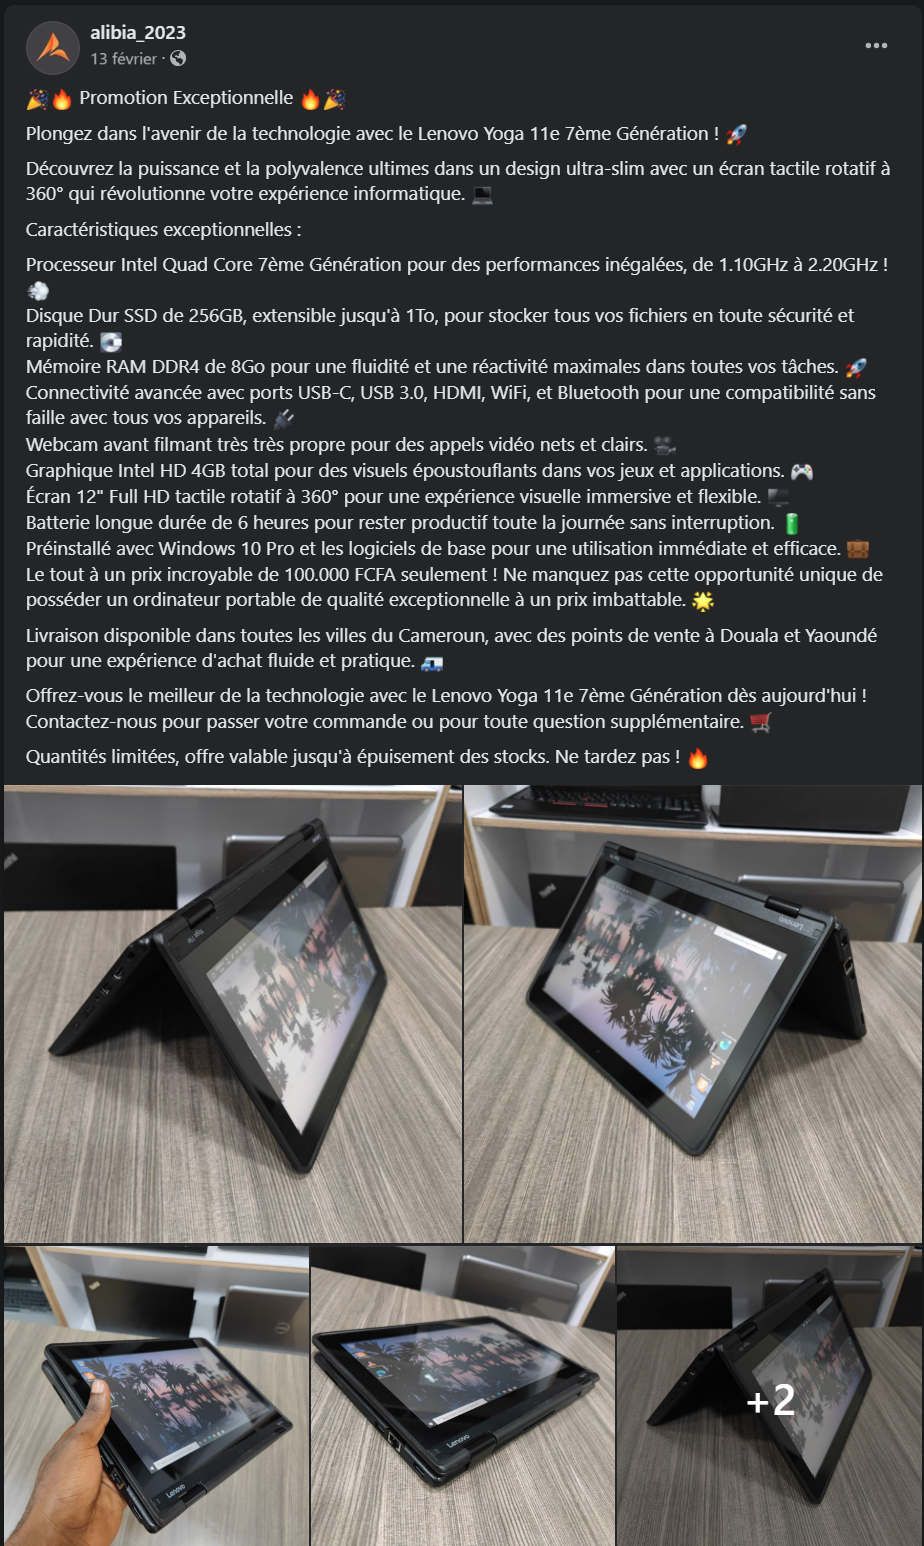 alibia_2023
13 février ·
🎉🔥 Promotion Exceptionnelle 🔥🎉
Plongez dans l'avenir de la technologie avec le Lenovo Yoga 11e 7ème Génération ! 🚀
Découvrez la puissance et la polyvalence ultimes dans un design ultra-slim avec un écran tactile rotatif à
360° qui révolutionne votre expérience informatique. 💻
Caractéristiques exceptionnelles :
Processeur Intel Quad Core 7ème Génération pour des performances inégalées, de 1.10GHz à 2.20GHz !
💨
Disque Dur SSD de 256GB, extensible jusqu'à 1To, pour stocker tous vos fichiers en toute sécurité et
rapidité. 💽
Mémoire RAM DDR4 de 8Go pour une fluidité et une réactivité maximales dans toutes vos tâches. 🚀
Connectivité avancée avec ports USB-C, USB 3.0, HDMI, WiFi, et Bluetooth pour une compatibilité sans
faille avec tous vos appareils. 🔌
Webcam avant filmant très très propre pour des appels vidéo nets et clairs. 🎥
Graphique Intel HD 4GB total pour des visuels époustouflants dans vos jeux et applications. 🎮
Écran 12" Full HD tactile rotatif à 360° pour une expérience visuelle immersive et flexible. 🖥️
Batterie longue durée de 6 heures pour rester productif toute la journée sans interruption. 🔋
Préinstallé avec Windows 10 Pro et les logiciels de base pour une utilisation immédiate et efficace. 💼
Le tout à un prix incroyable de 100.000 FCFA seulement ! Ne manquez pas cette opportunité unique de
posséder un ordinateur portable de qualité exceptionnelle à un prix imbattable. 🌟
Livraison disponible dans toutes les villes du Cameroun, avec des points de vente à Douala et Yaoundé
pour une expérience d'achat fluide et pratique. 🚐
Offrez-vous le meilleur de la technologie avec le Lenovo Yoga 11e 7ème Génération dès aujourd'hui !
Contactez-nous pour passer votre commande ou pour toute question supplémentaire. 🛒
Quantités limitées, offre valable jusqu'à épuisement des stocks. Ne tardez pas ! 🔥
Yoga 11e
Lenovo
ThinkPad
Lenovo
Lenovo
+2